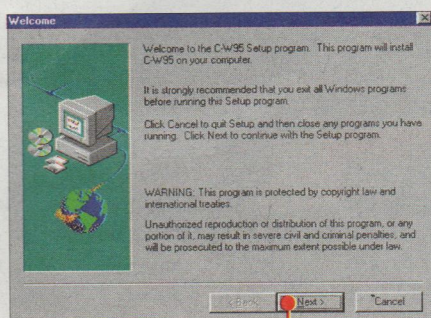 Welcome
Welcome to the C-W95 Setup program. This program will install
C-W95 on your computer.
It is strongly recommended that you exit all Windows programs
before running this Setup program.
Click Cancel to quit Setup and then close any programs you have
running. Click Next to continue with the Setup program.
WARNING: This program is protected by copyright law and
international treaties.
Unauthorized reproduction or distribution of this program, or any
portion of it, may result in severe civil and criminal penalties, and
will be prosecuted to the maximum extent possible under law.
< Back Next > Cancel